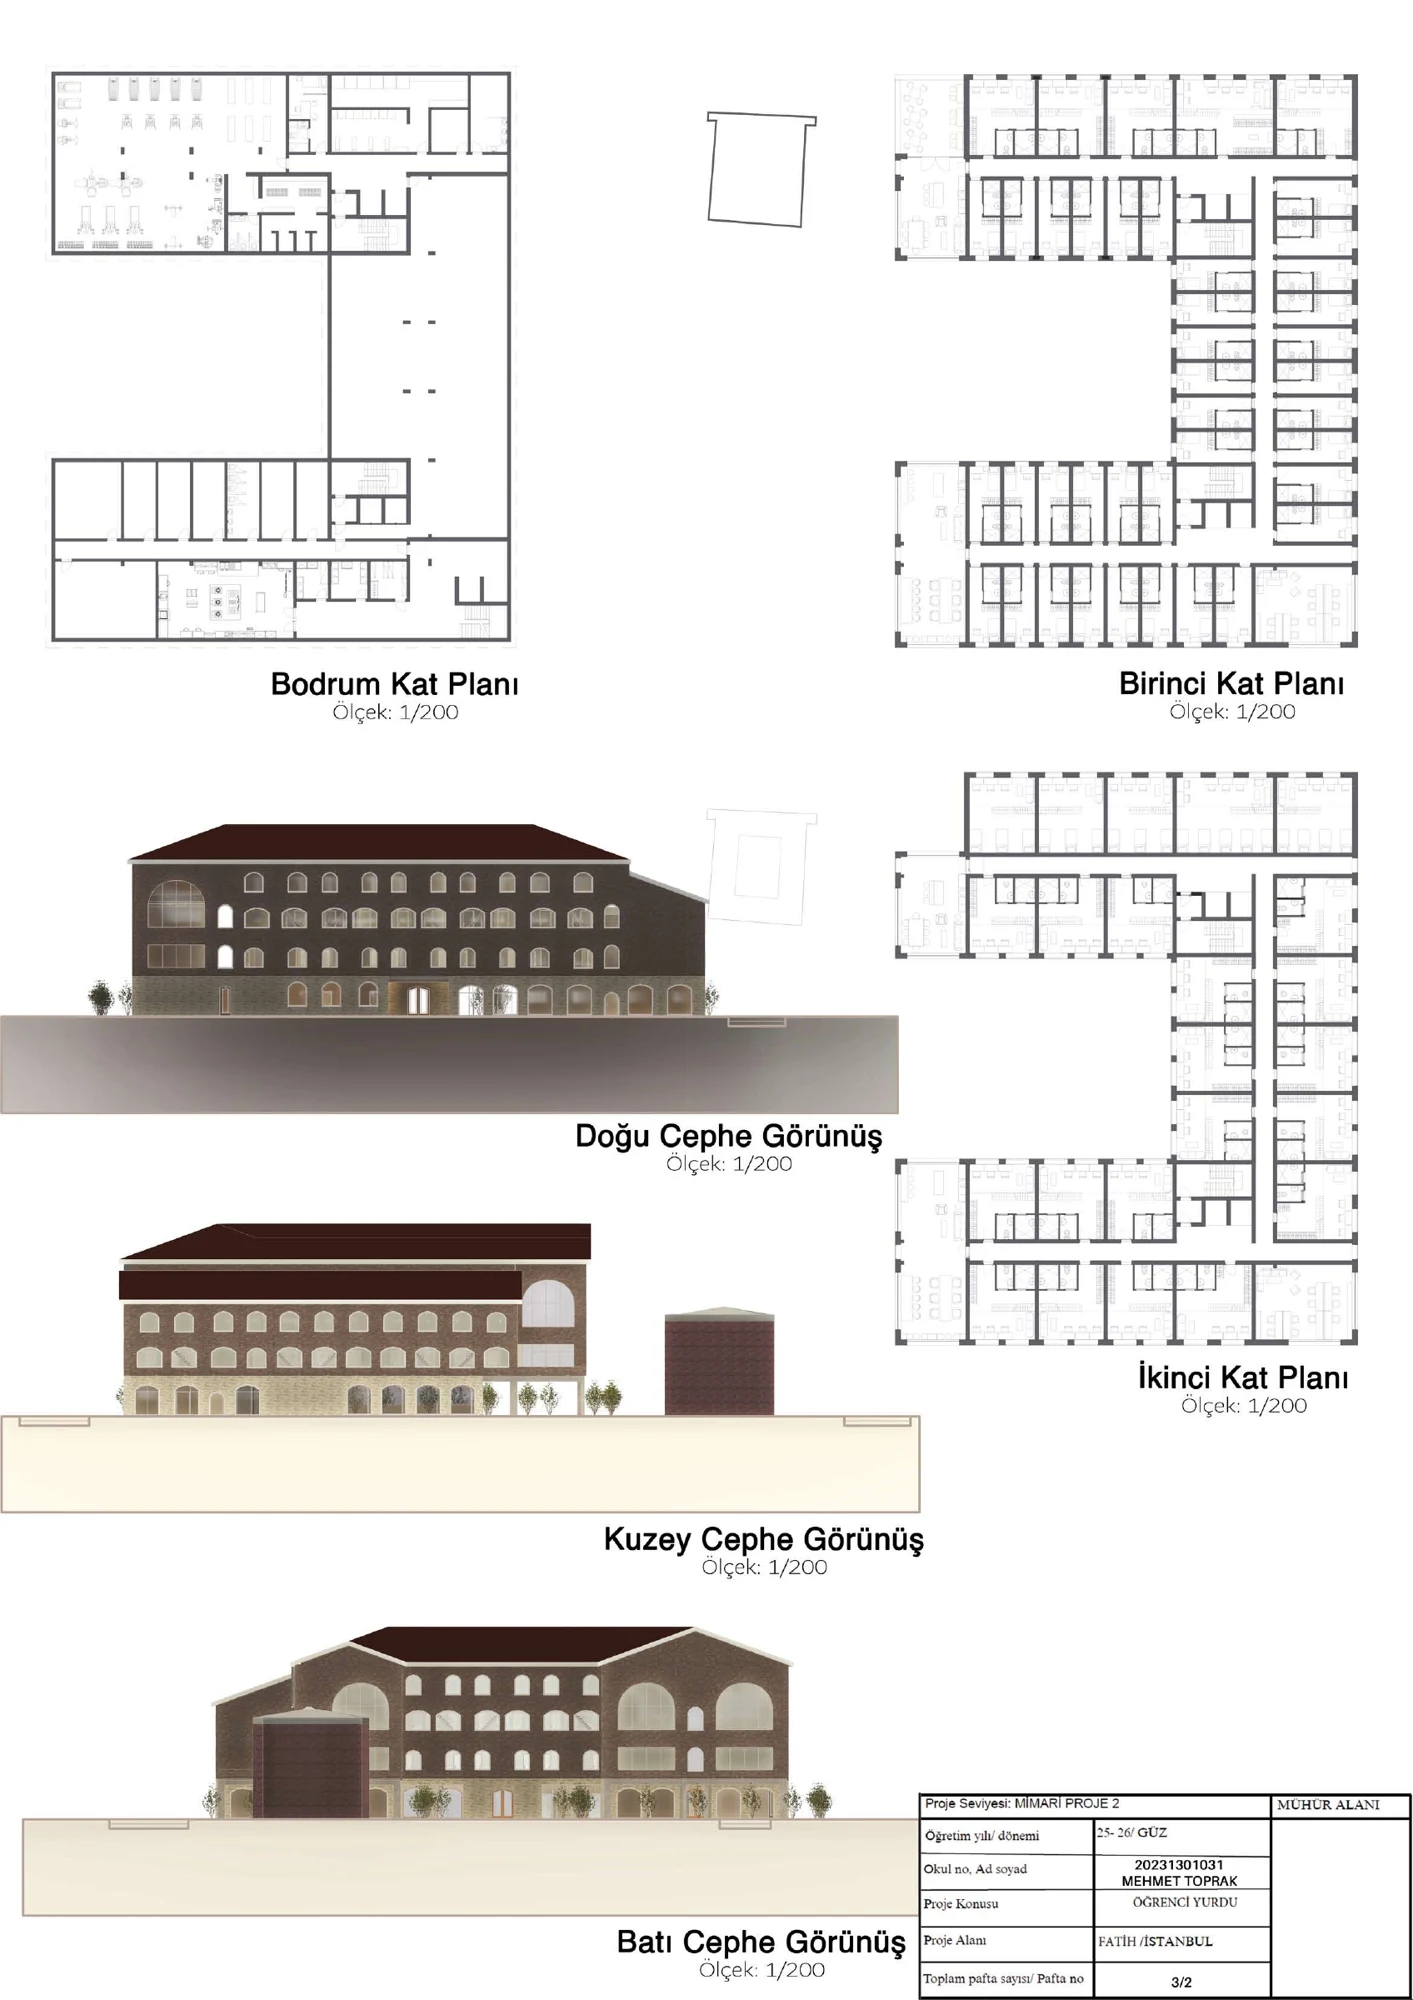 Bodrum Kat Planı
Ölçek: 1/200
Birinci Kat Planı
Ölçek: 1/200
Doğu Cephe Görünüş
Ölçek: 1/200
İkinci Kat Planı
Ölçek: 1/200
Kuzey Cephe Görünüş
Ölçek: 1/200
Batı Cephe Görünüş
Ölçek: 1/200
Proje Seviyesi: MİMARİ PROJE 2
MÜHÜR ALANI
Öğretim yılı/ dönemi
25- 26/ GÜZ
Okul no, Ad soyad
20231301031
MEHMET TOPRAK
Proje Konusu
ÖĞRENCİ YURDU
Proje Alanı
FATİH /İSTANBUL
Toplam pafta sayısı/ Pafta no
3/2